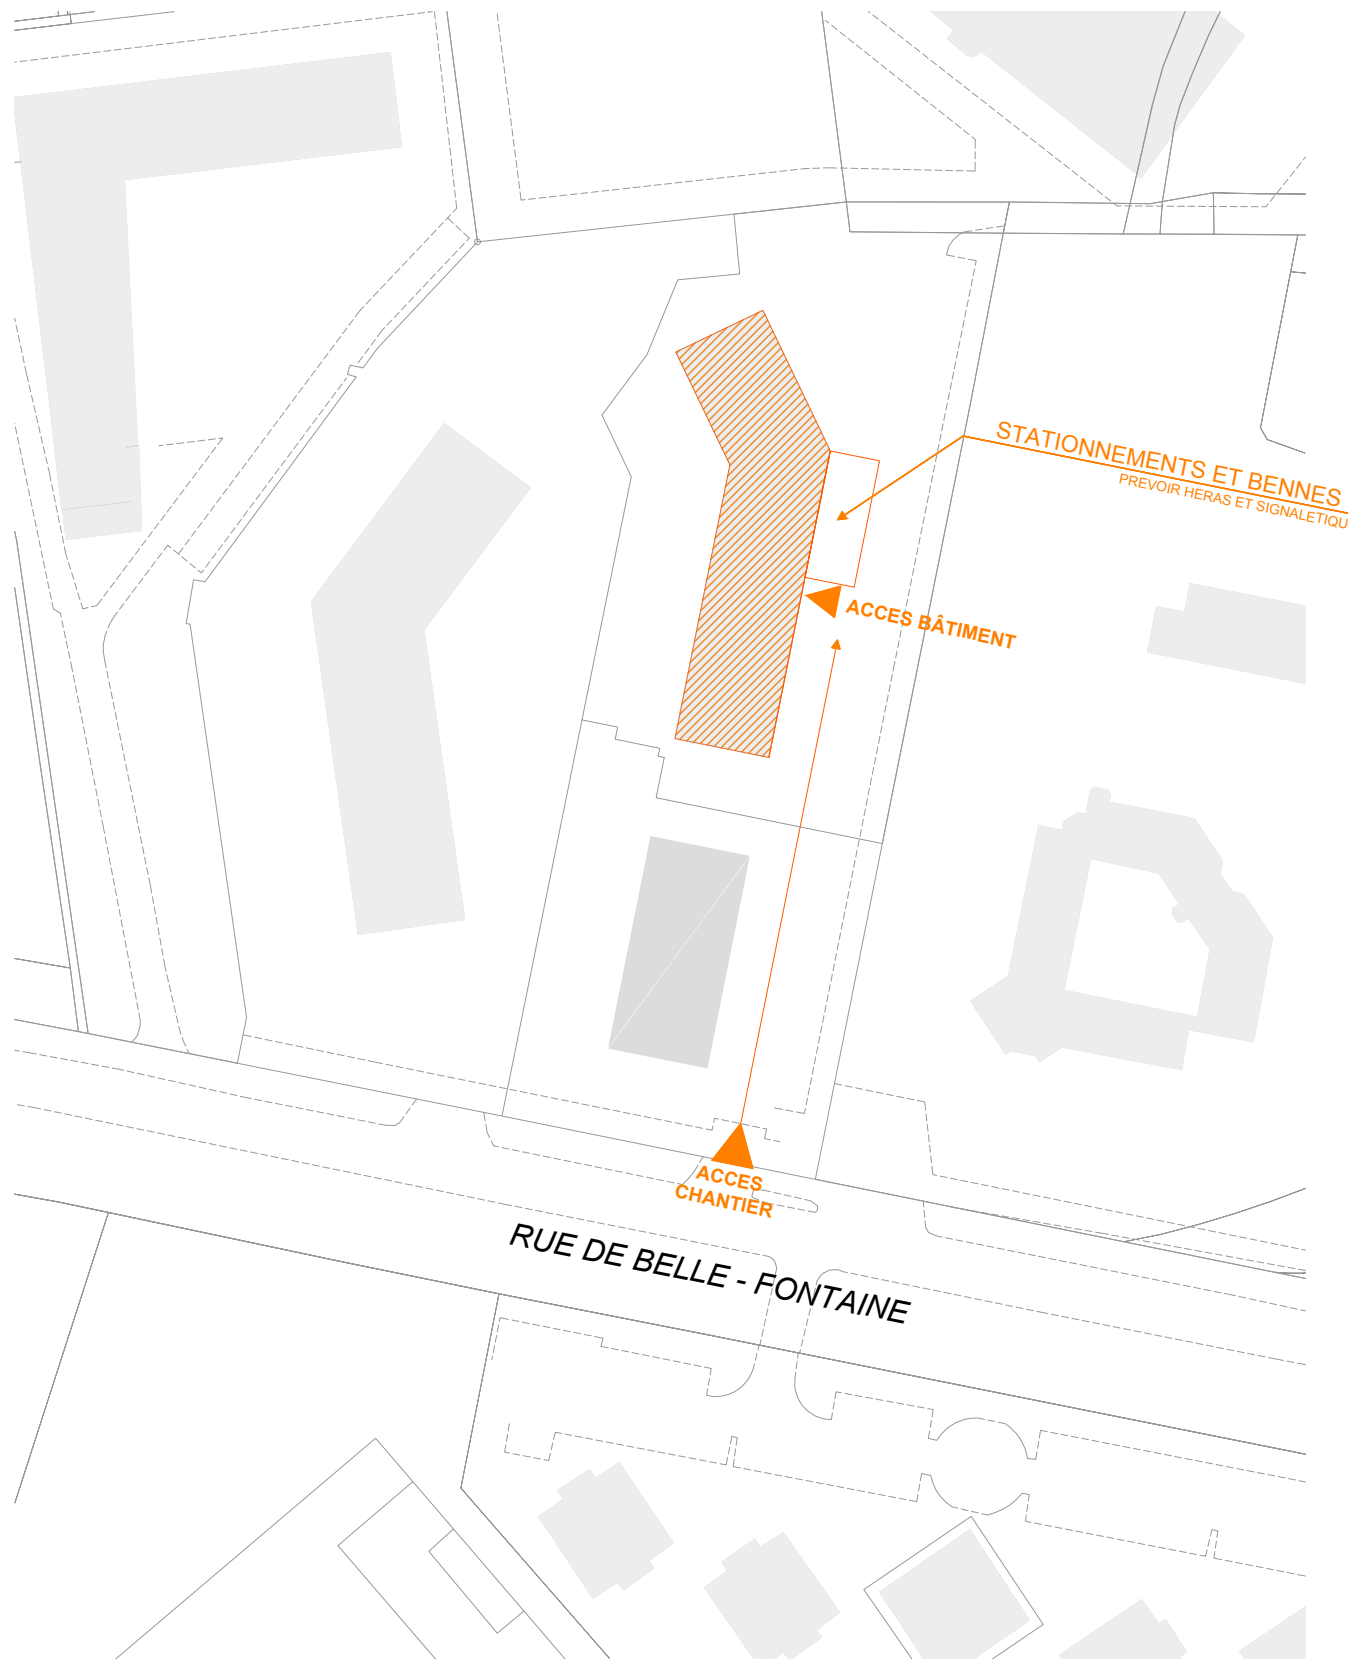 STATIONNEMENTS ET BENNES
PREVOIR HERAS ET SIGNALETIQU
ACCES BÂTIMENT
ACCES
CHANTIER
RUE DE BELLE - FONTAINE